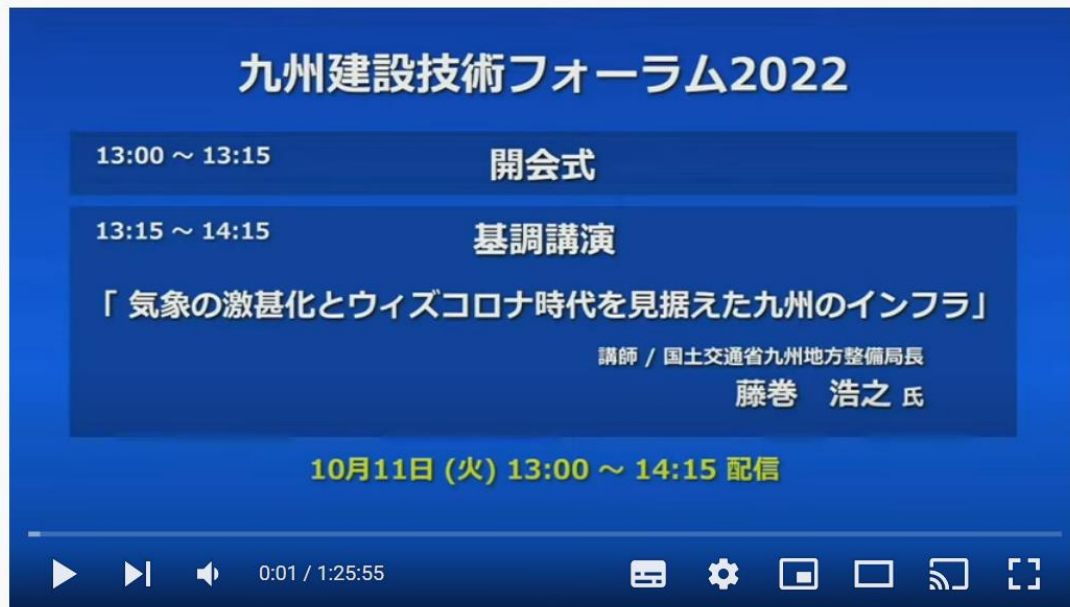 九州建設技術フォーラム2022
13:00 ～ 13:15 開会式
13:15 ～ 14:15 基調講演
「 気象の激甚化とウィズコロナ時代を見据えた九州のインフラ」
講師 / 国土交通省九州地方整備局長
藤巻　浩之 氏
10月11日 (火) 13:00 ～ 14:15 配信
0:01 / 1:25:55